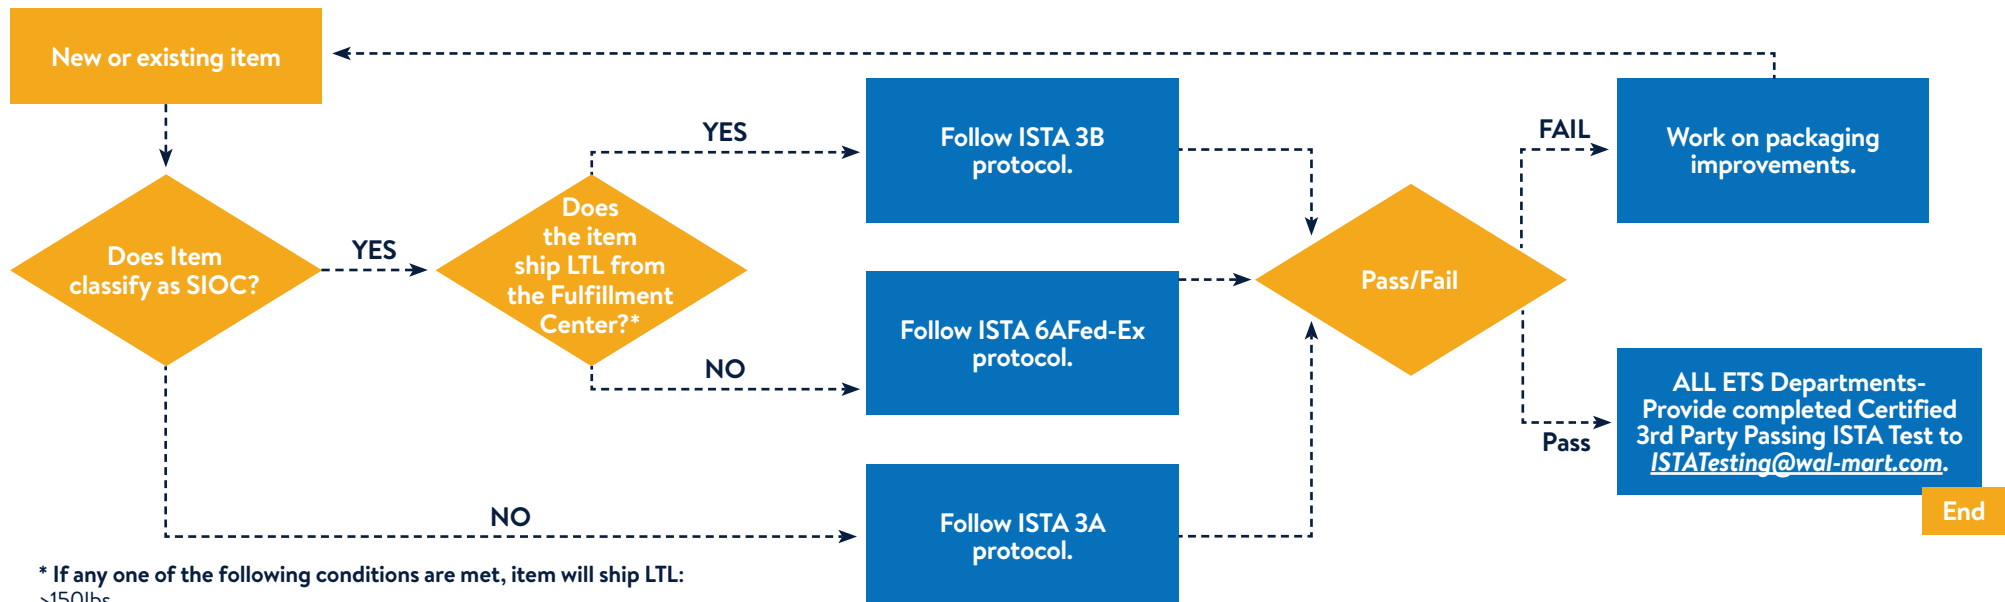 New or existing item
Does Item
classify as SIOC?
YES
Does
the item
ship LTL from
the Fulfillment
Center?*
YES
NO
NO
Follow ISTA 3B
protocol.
Follow ISTA 6AFed-Ex
protocol.
Follow ISTA 3A
protocol.
Pass/Fail
FAIL
Work on packaging
improvements.
Pass
ALL ETS Departments-
Provide completed Certified
3rd Party Passing ISTA Test to
ISTATesting@wal-mart.com.
End
* If any one of the following conditions are met, item will ship LTL:
>150lbs